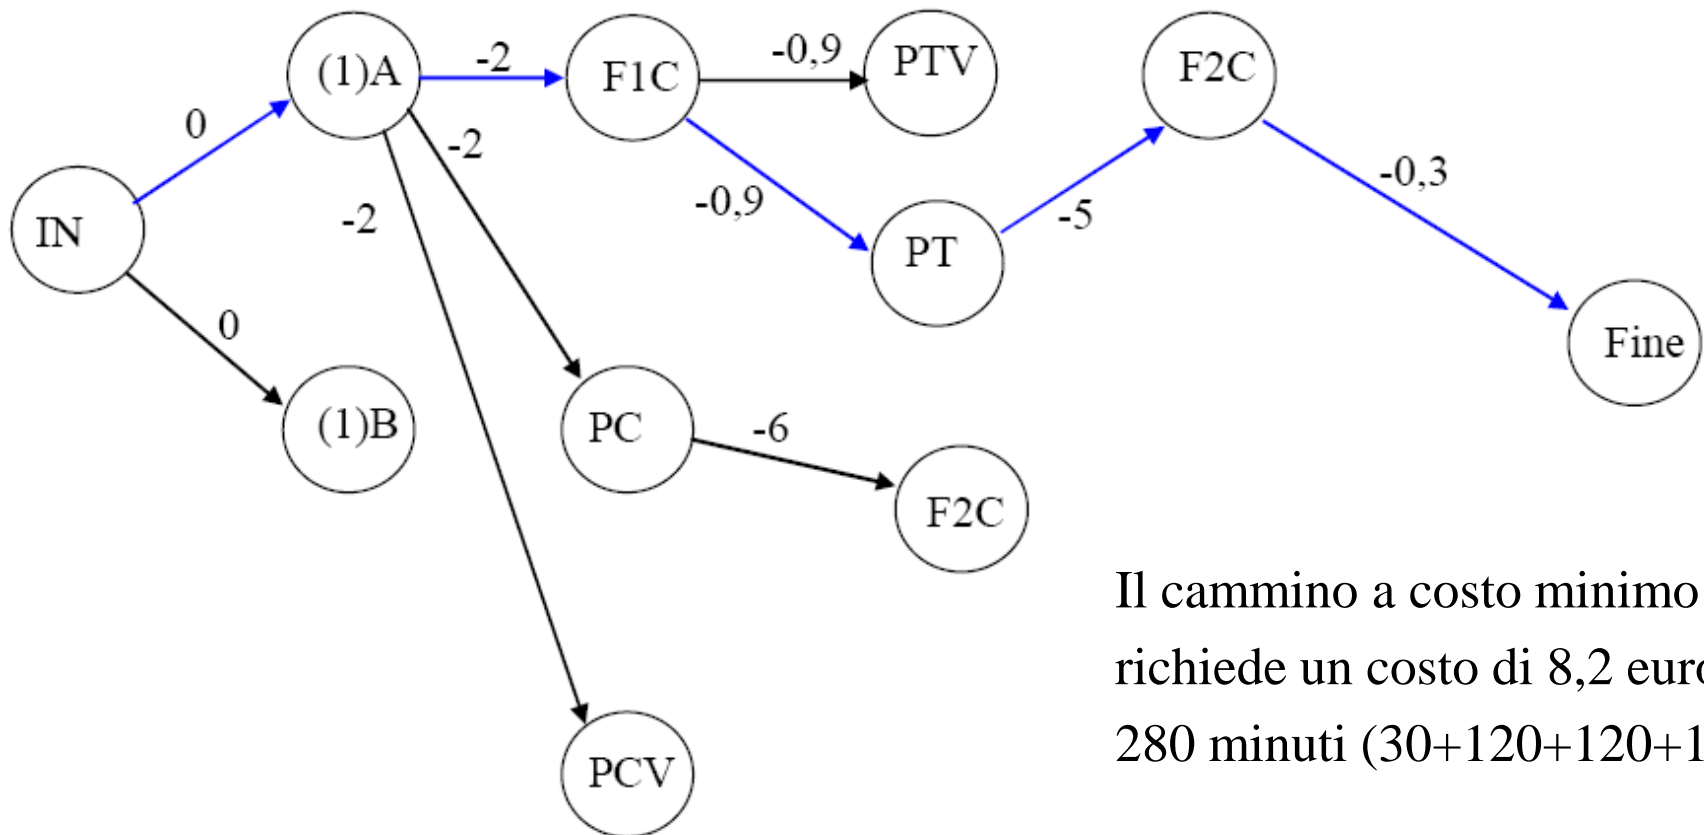 (1)A
-2
F1C
-0,9
PTV
F2C
0
-2
-0,9
-0,3
IN
-2
PT
-5
Fine
0
(1)B
PC
-6
F2C
Il cammino a costo minimo
richiede un costo di 8,2
280 minuti (30+120+120+1
PCV